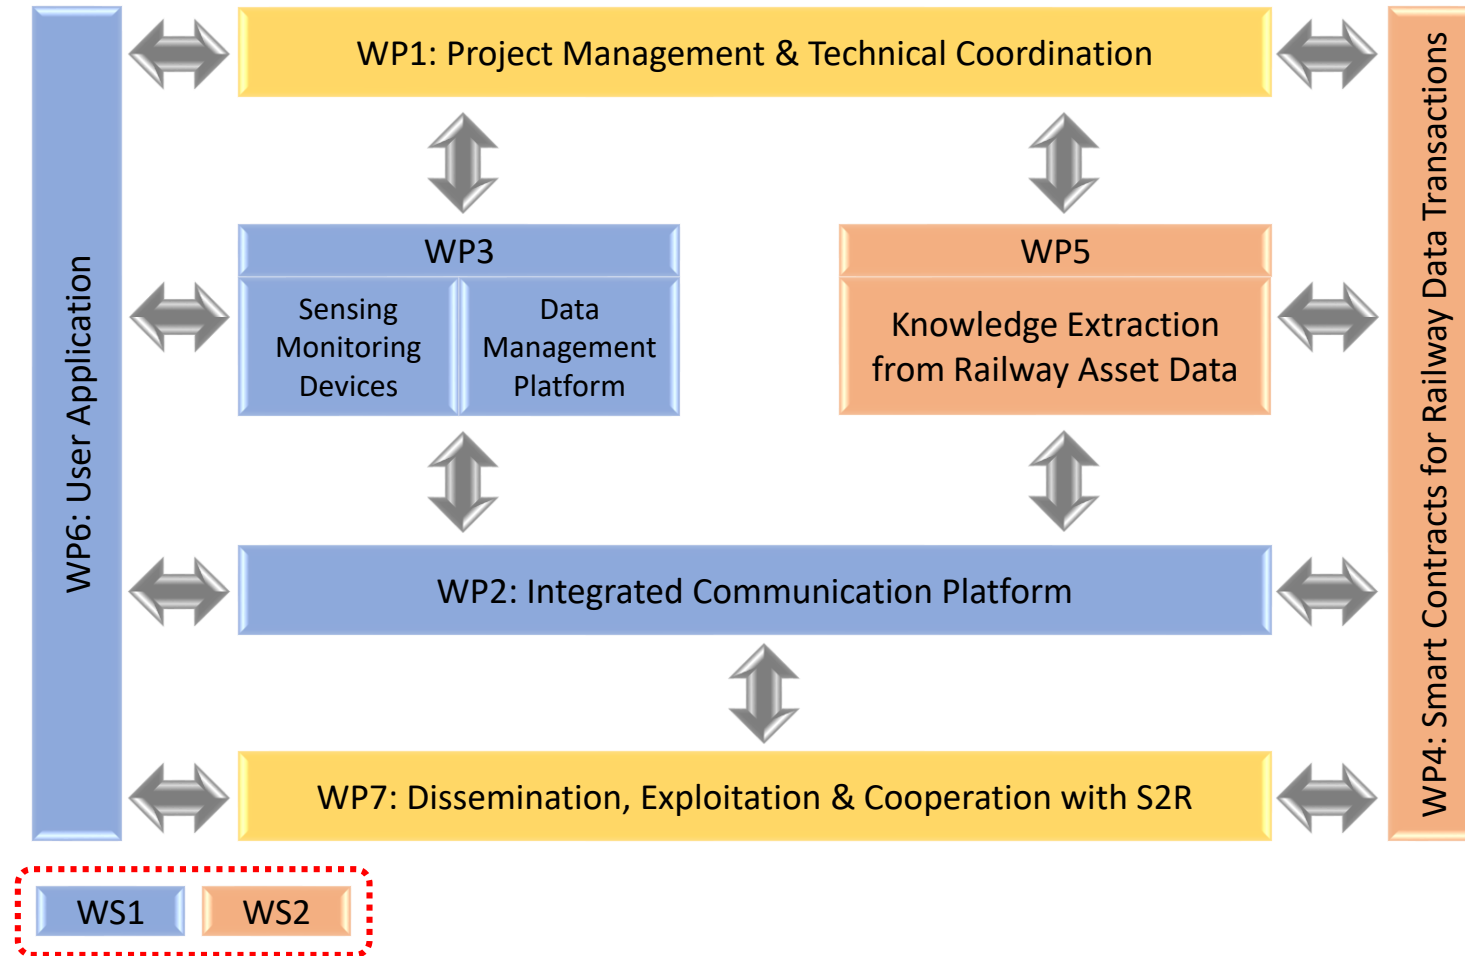 WP1: Project Management & Technical Coordination
WP6: User Application
WP4: Smart Contracts for Railway Data Transactions
WP3
Sensing
Monitoring
Devices
Data
Management
Platform
WP5
Knowledge Extraction
from Railway Asset Data
WP2: Integrated Communication Platform
WP7: Dissemination, Exploitation & Cooperation with S2R
WS1
WS2